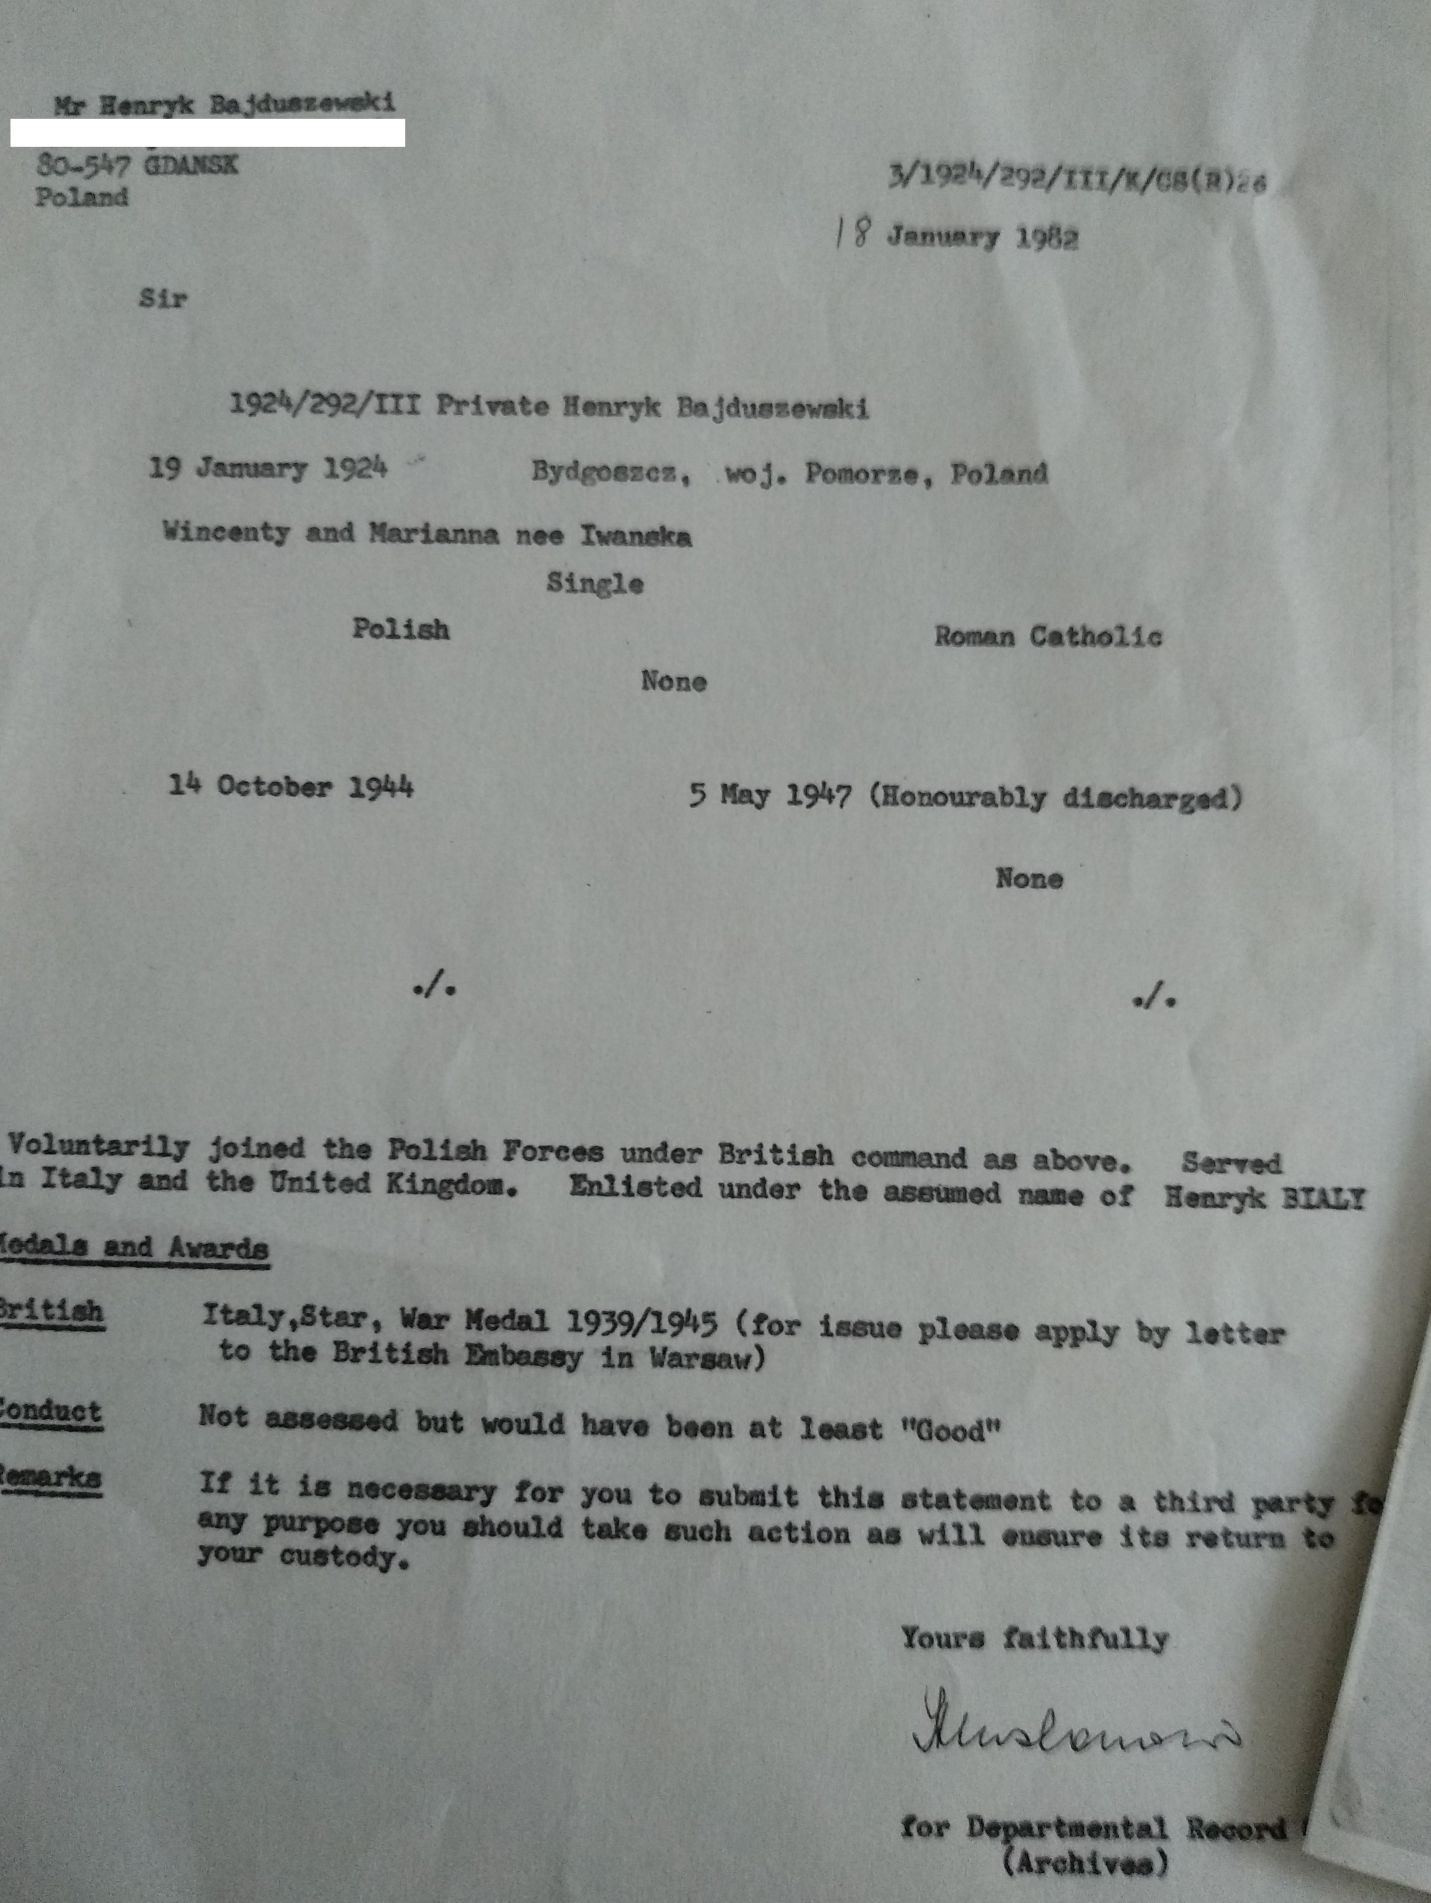 Mr Henryk Bajduszewski
80-547 GDANSK
Poland
3/1924/292/III/K/CS(R)26
18 January 1982
Sir
1924/292/III Private Henryk Bajduszewski
19 January 1924 Bydgoszcz, woj. Pomorze, Poland
Wincenty and Marianna nee Iwanska
Single
Polish Roman Catholic
None
14 October 1944 5 May 1947 (Honourably discharged)
None
./. ./.
Voluntarily joined the Polish Forces under British command as above. Served
in Italy and the United Kingdom. Enlisted under the assumed name of Henryk BIALY
Medals and Awards
British Italy,Star, War Medal 1939/1945 (for issue please apply by letter
to the British Embassy in Warsaw)
Conduct Not assessed but would have been at least "Good"
Remarks If it is necessary for you to submit this statement to a third party fo
any purpose you should take such action as will ensure its return to
your custody.
Yours faithfully
for Departmental Record
(Archives)